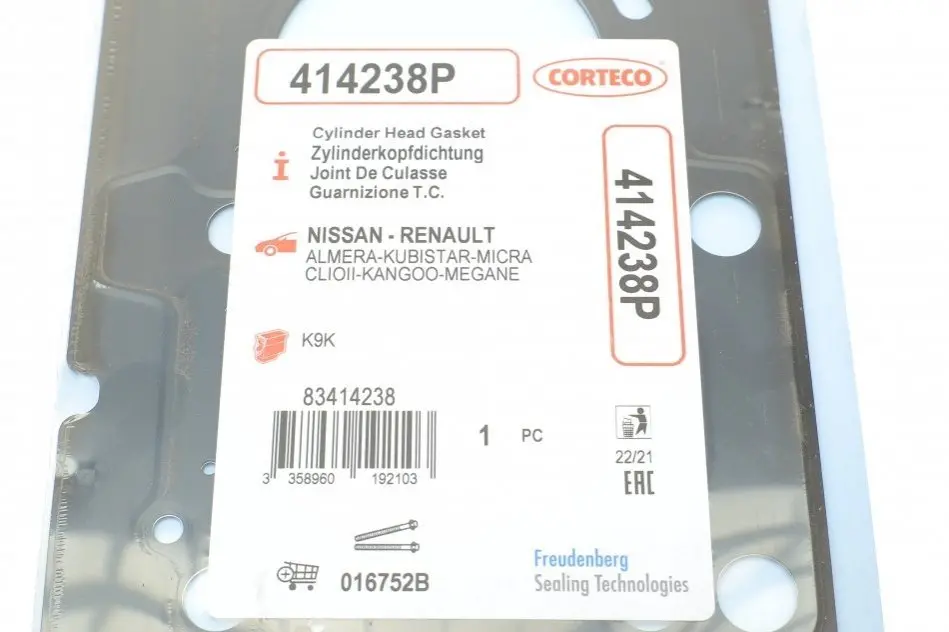 414238P
CORTECO
Cylinder Head Gasket
Zylinderkopfdichtung
Joint De Culasse
Guarnizione T.C.
414238P
NISSAN - RENAULT
ALMERA-KUBISTAR-MICRA
CLIOII-KANGOO-MEGANE
K9K
83414238
3 358960 192103
1 PC
22/21
EAC
016752B
Freudenberg
Sealing Technologies